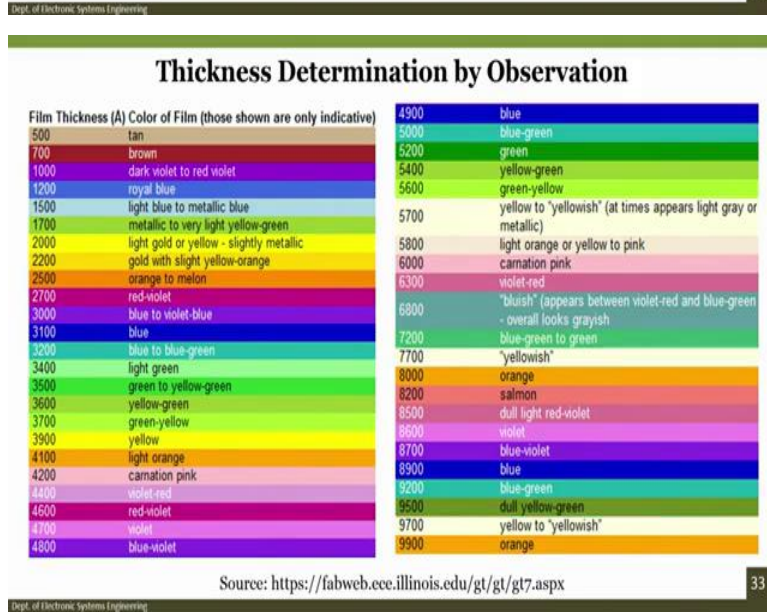 Dept. of Electronic Systems Engineering
Thickness Determination by Observation
Film Thickness (Å) Color of Film (those shown are only indicative)
500 tan
700 brown
1000 dark violet to red violet
1200 royal blue
1500 light blue to metallic blue
1700 metallic to very light yellow-green
2000 light gold or yellow - slightly metallic
2200 gold with slight yellow-orange
2500 orange to melon
2700 red-violet
3000 blue to violet-blue
3100 blue
3200 blue to blue-green
3400 light green
3500 green to yellow-green
3600 yellow-green
3700 green-yellow
3900 yellow
4100 light orange
4200 carnation pink
4400 violet-red
4600 red-violet
4700 violet
4800 blue-violet
4900 blue
5000 blue-green
5200 green
5400 yellow-green
5600 green-yellow
5700 yellow to "yellowish" (at times appears light gray or
metallic)
5800 light orange or yellow to pink
6000 carnation pink
6300 violet-red
6800 "bluish" (appears between violet-red and blue-green
- overall looks grayish
7200 blue-green to green
7700 "yellowish"
8000 orange
8200 salmon
8500 dull light red-violet
8600 violet
8700 blue-violet
8900 blue
9200 blue-green
9500 dull yellow-green
9700 yellow to "yellowish"
9900 orange
Source: https://fabweb.ece.illinois.edu/gt/gt/gt7.aspx
33
Dept. of Electronic Systems Engineering